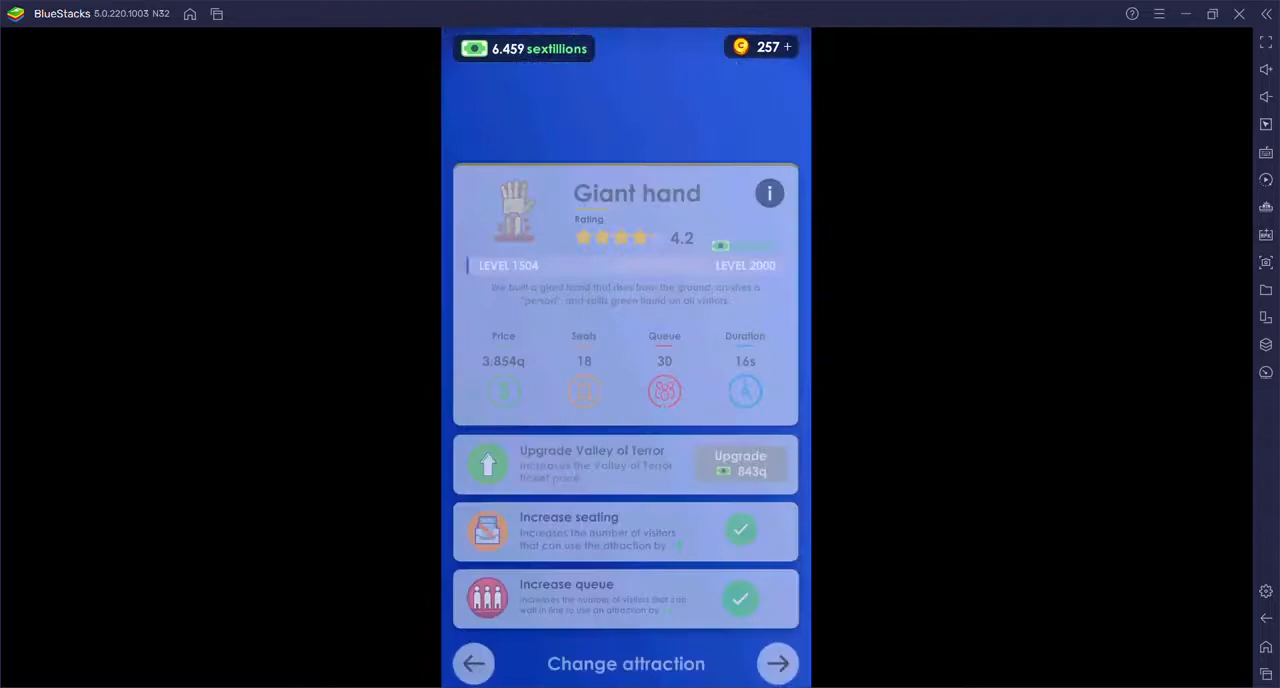 BlueStacks 5.0.220.1003 N32
6.459 sextillions
257 +
Giant hand
Rating
4.2
LEVEL 1504 LEVEL 2000
We built a giant hand that rises from the ground, crushes a
"person", and spills green liquid on all visitors.
Price Seats Queue Duration
3.854q 18 30 16s
Upgrade Valley of Terror
Increases the Valley of Terror
ticket price
Upgrade
843q
Increase seating
Increases the number of visitors
that can use the attraction by
Increase queue
Increases the number of visitors that can
wait in line to use an attraction by
Change attraction